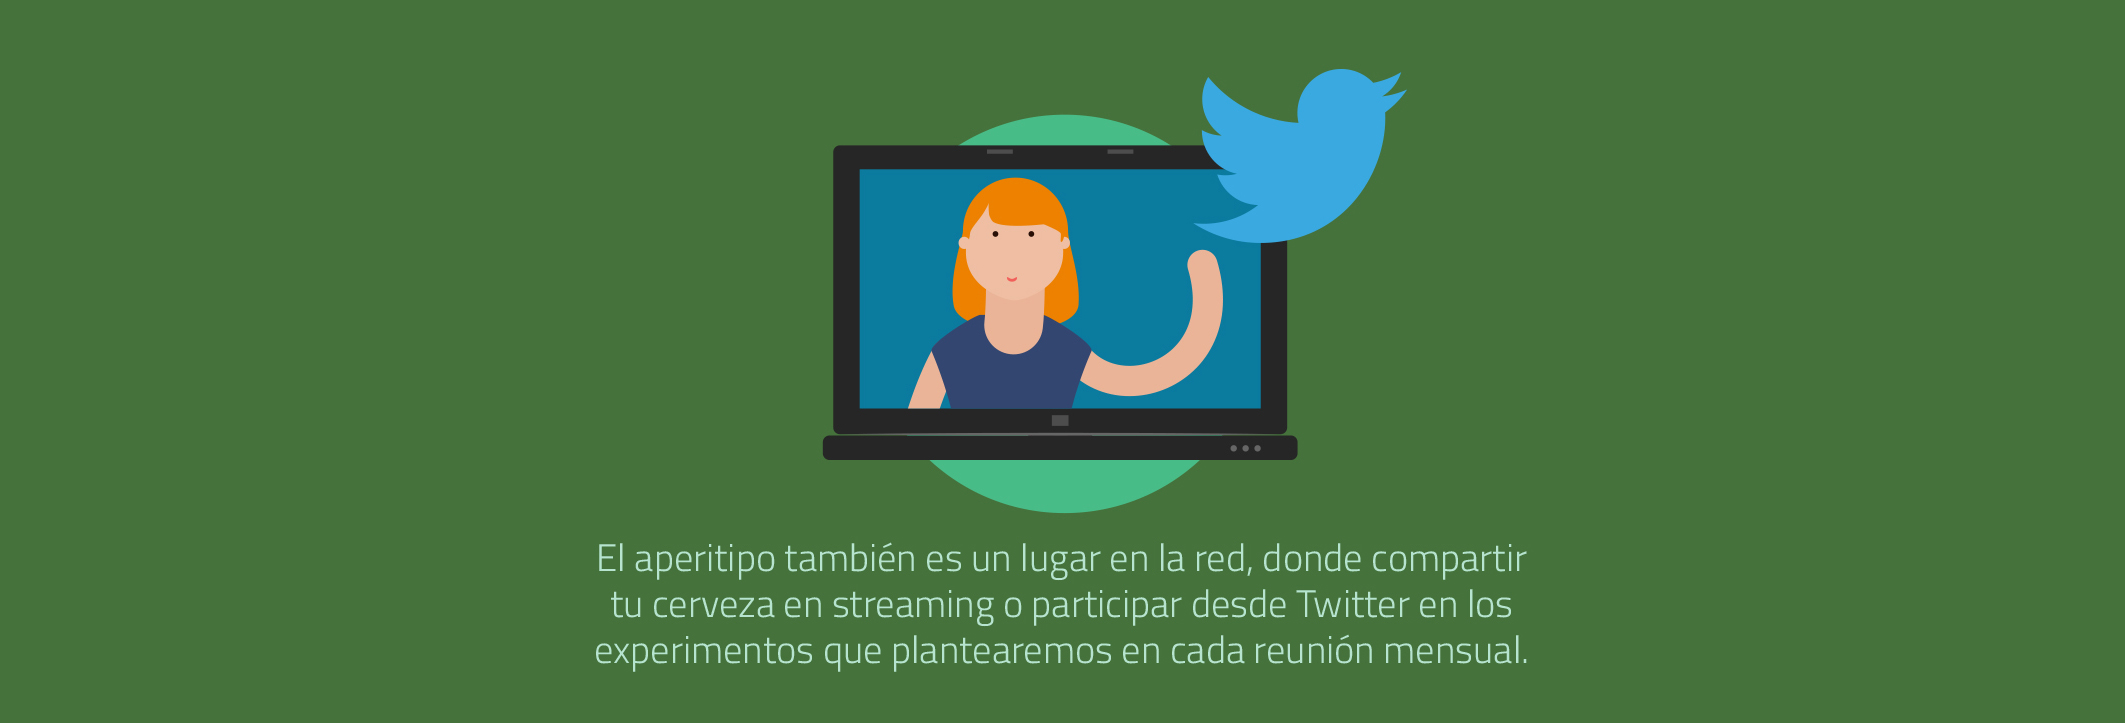 El aperitipo también es un lugar en la red, donde compartir
tu cerveza en streaming o participar desde Twitter en los
experimentos que plantearemos en cada reunión mensual.